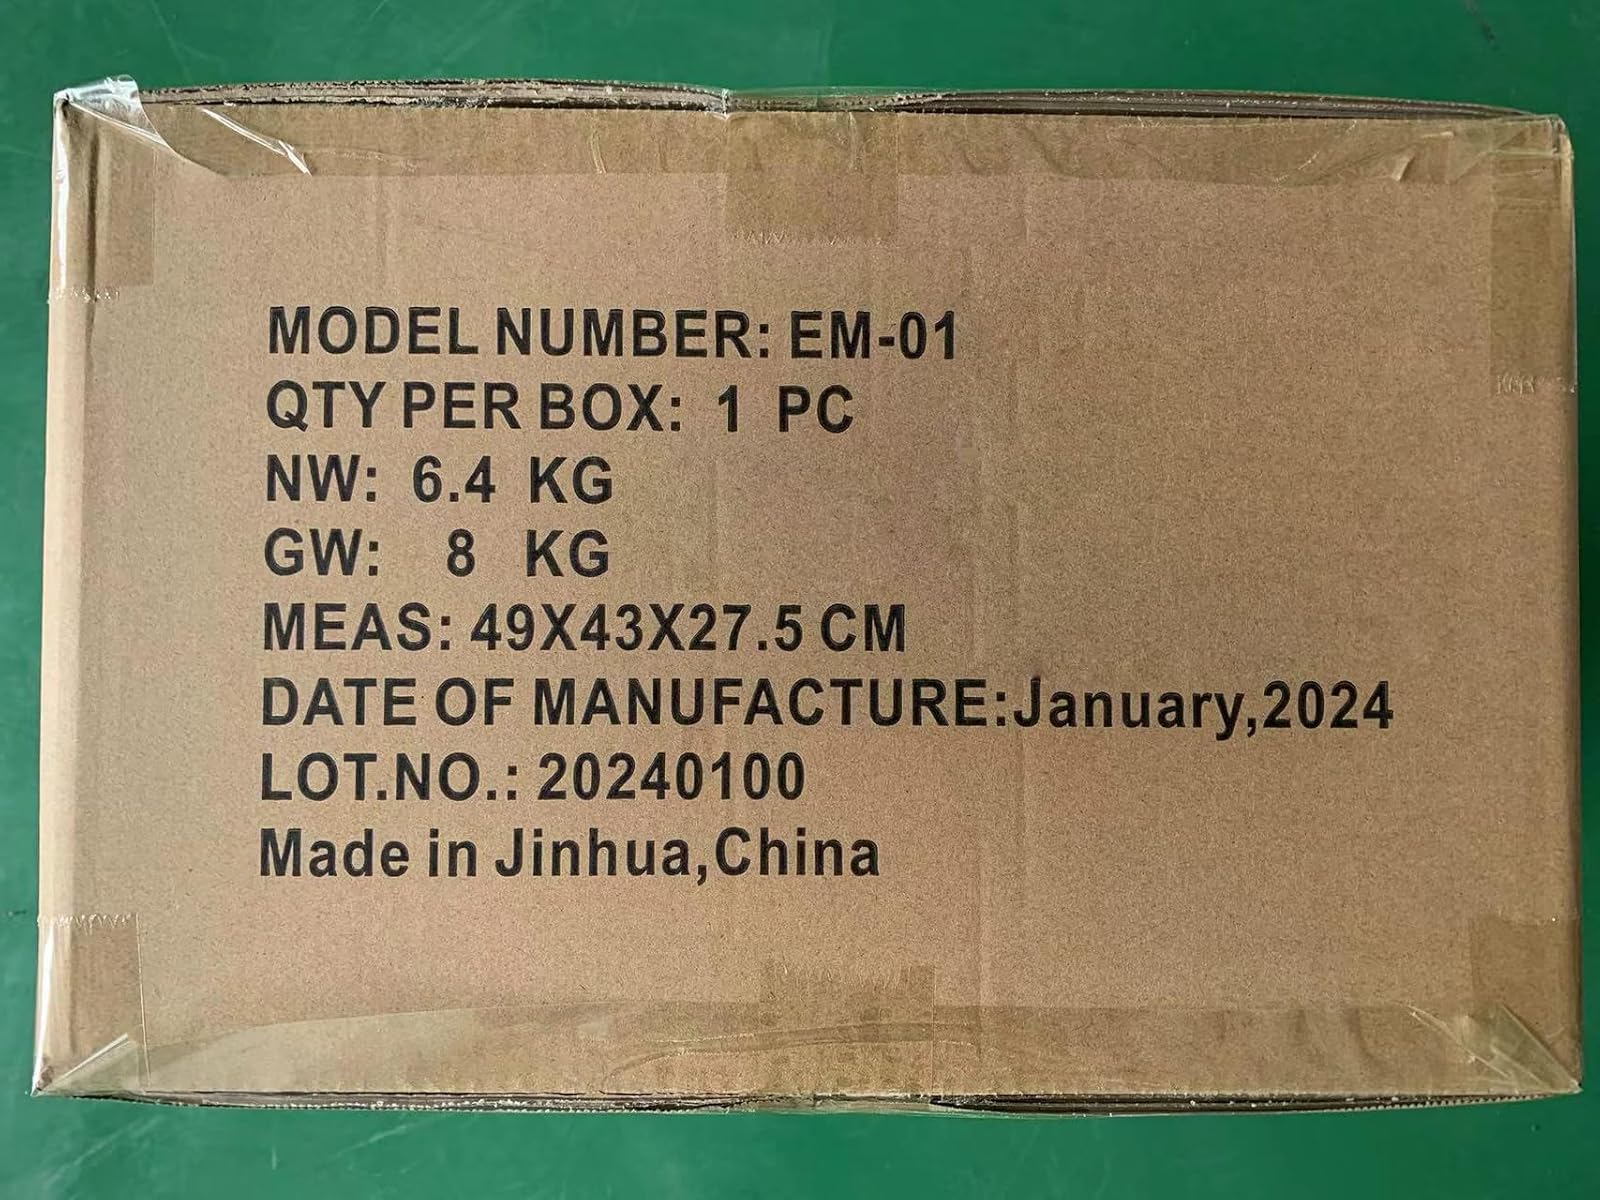 MODEL NUMBER: EM-01
QTY PER BOX: 1 PC
NW: 6.4 KG
GW: 8 KG
MEAS: 49X43X27.5 CM
DATE OF MANUFACTURE:January,2024
LOT.NO.: 20240100
Made in Jinhua,China